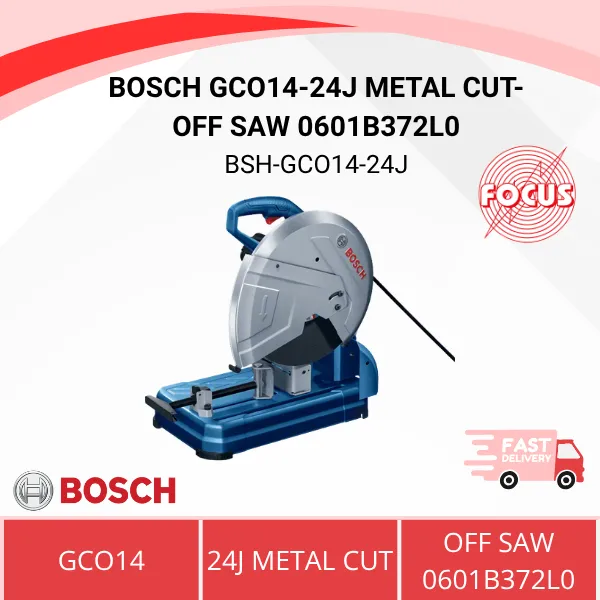 BOSCH GCO14-24J METAL CUT-
OFF SAW 0601B372L0
BSH-GCO14-24J
FOCUS
BOSCH
FAST
DELIVERY
BOSCH
GCO14
24J METAL CUT
OFF SAW
0601B372L0